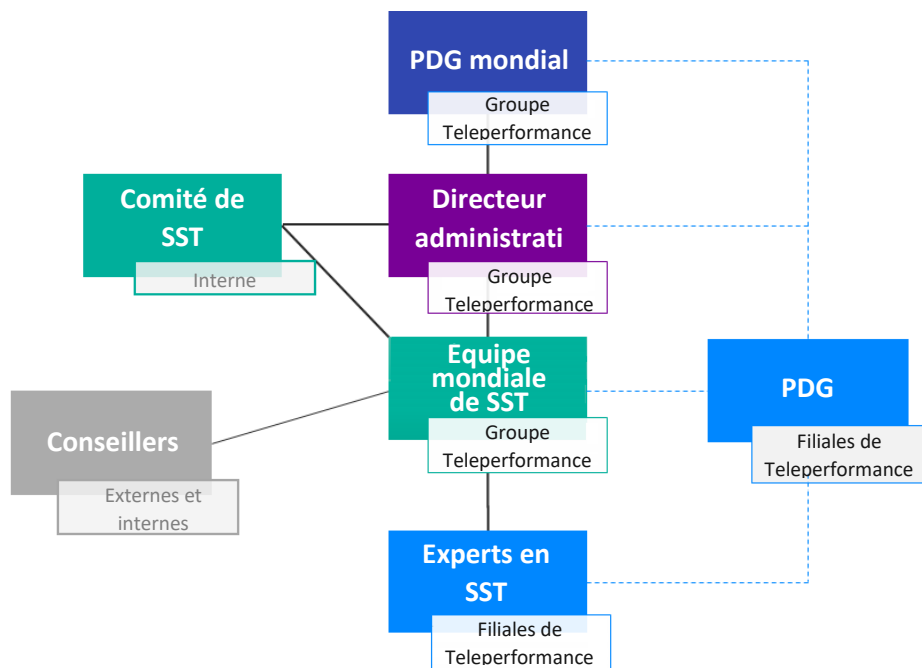 PDG mondial
Groupe
Teleperformance
Comité de
SST
Interne
Directeur
administrati
Groupe
Teleperformance
Equipe
mondiale
de SST
Groupe
Teleperformance
PDG
Filiales de
Teleperformance
Conseillers
Externes et
internes
Experts en
SST
Filiales de
Teleperformance